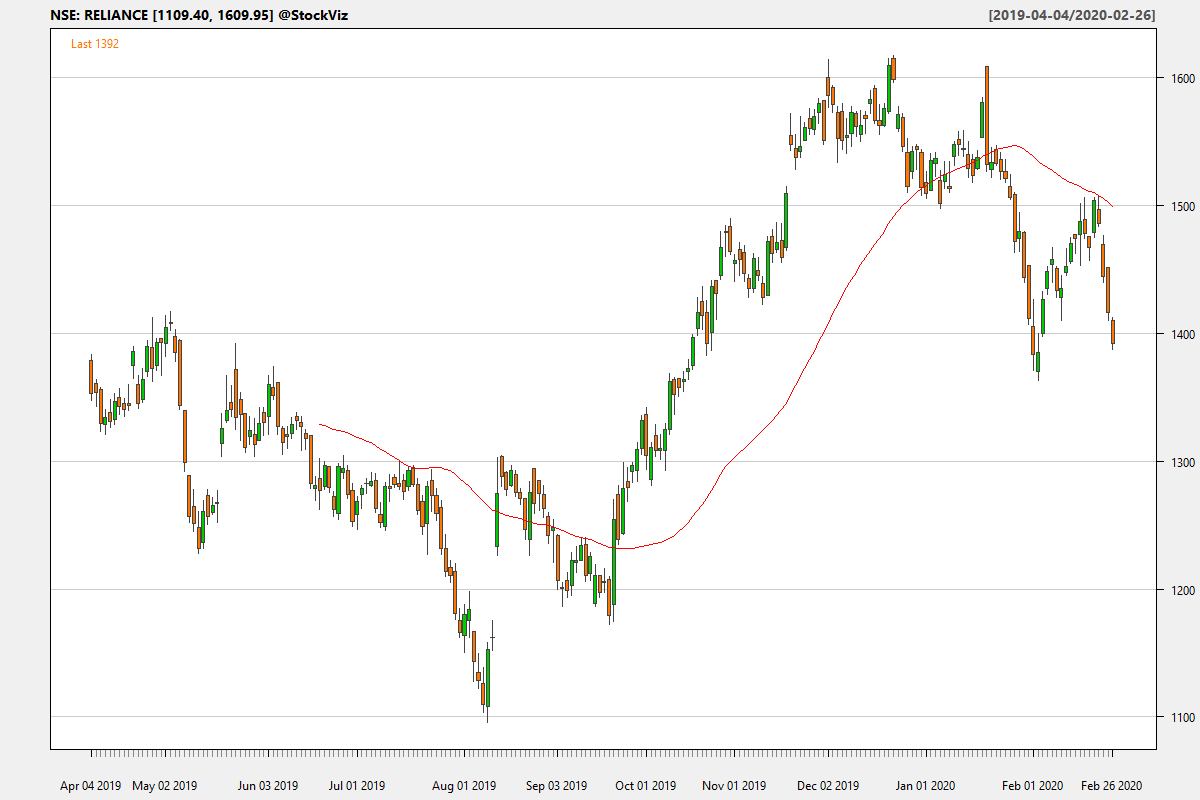 NSE: RELIANCE [1109.40, 1609.95] @StockViz
[2019-04-04/2020-02-26]
Last 1392
1600
1500
1400
1300
1200
1100
Apr 04 2019 May 02 2019 Jun 03 2019 Jul 01 2019 Aug 01 2019 Sep 03 2019 Oct 01 2019 Nov 01 2019 Dec 02 2019 Jan 01 2020 Feb 01 2020 Feb 26 2020